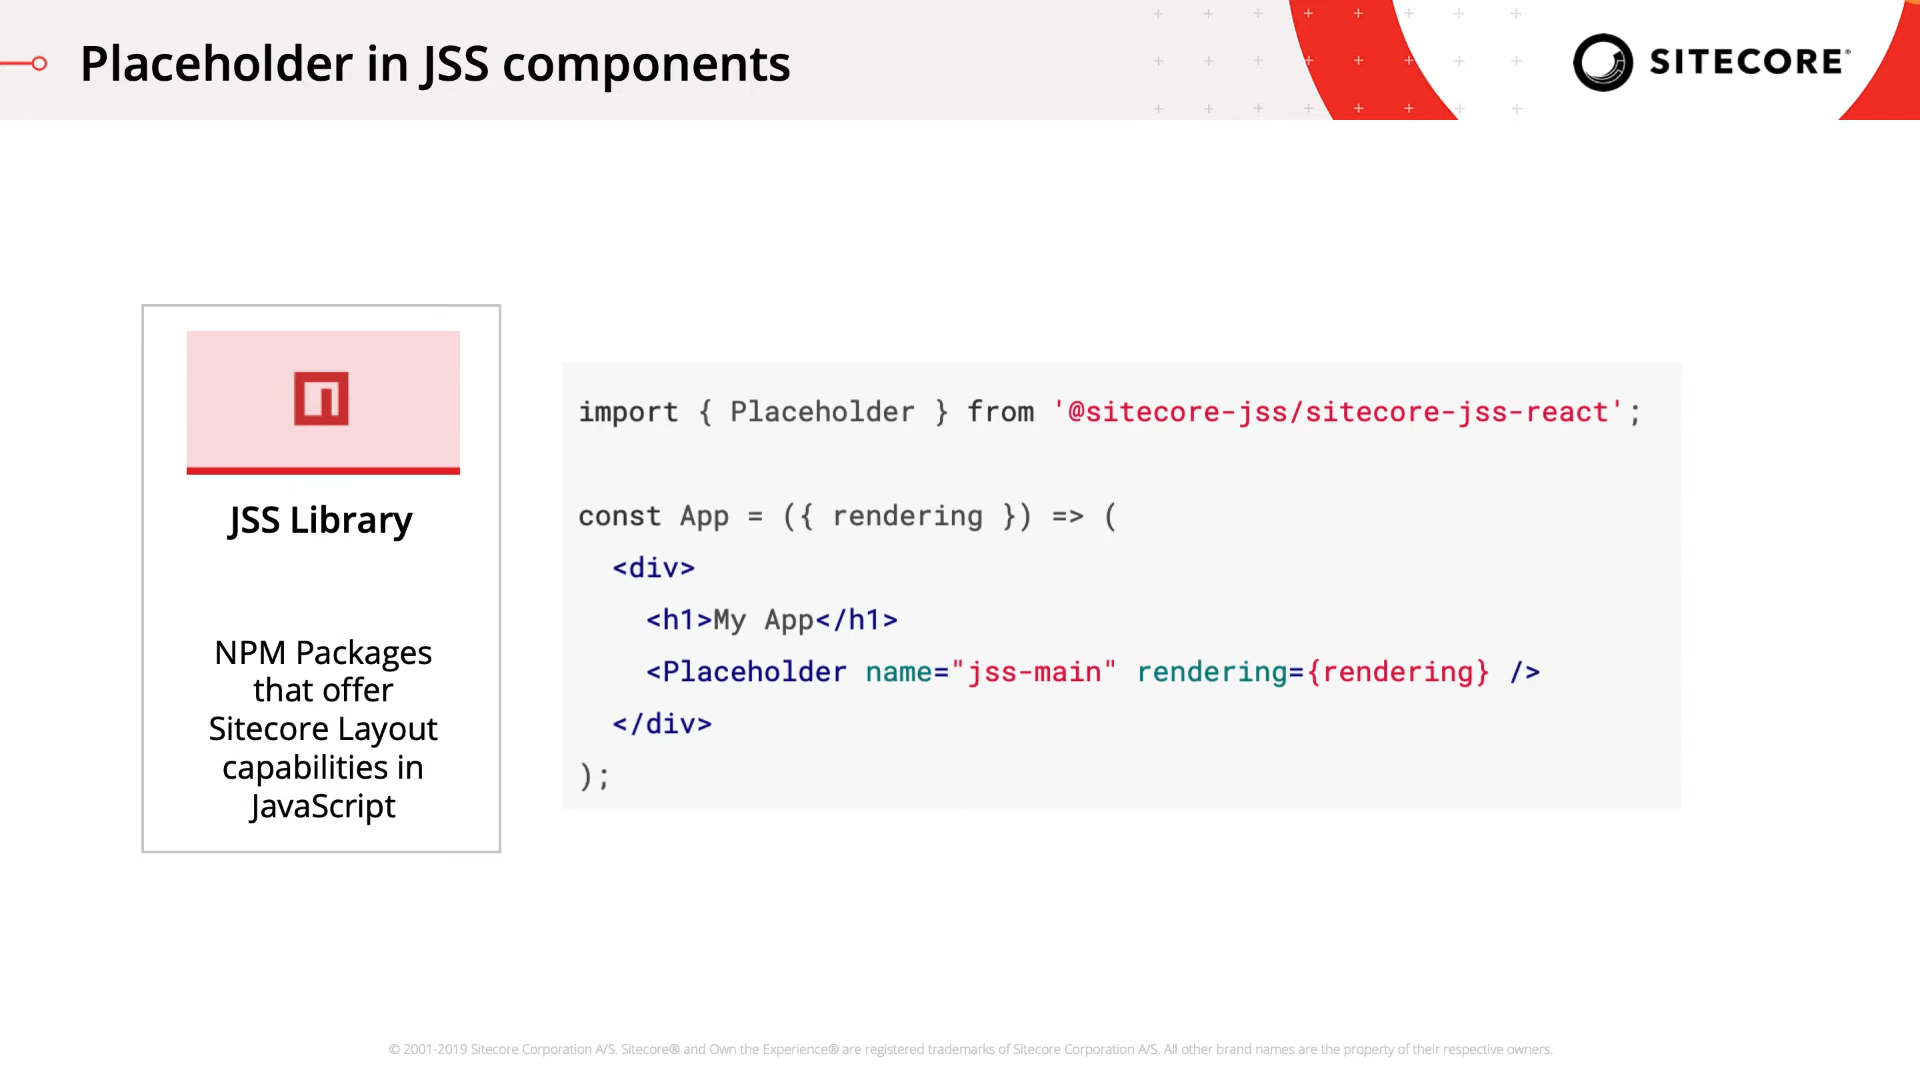 Placeholder in JSS components
SITECORE®
JSS Library
NPM Packages
that offer
Sitecore Layout
capabilities in
JavaScript
import { Placeholder } from '@sitecore-jss/sitecore-jss-react';
const App = ({ rendering }) => (
  <div>
    <h1>My App</h1>
    <Placeholder name="jss-main" rendering={rendering} />
  </div>
);
© 2001-2019 Sitecore Corporation A/S. Sitecore® and Own the Experience® are registered trademarks of Sitecore Corporation A/S. All other brand names are the property of their respective owners.